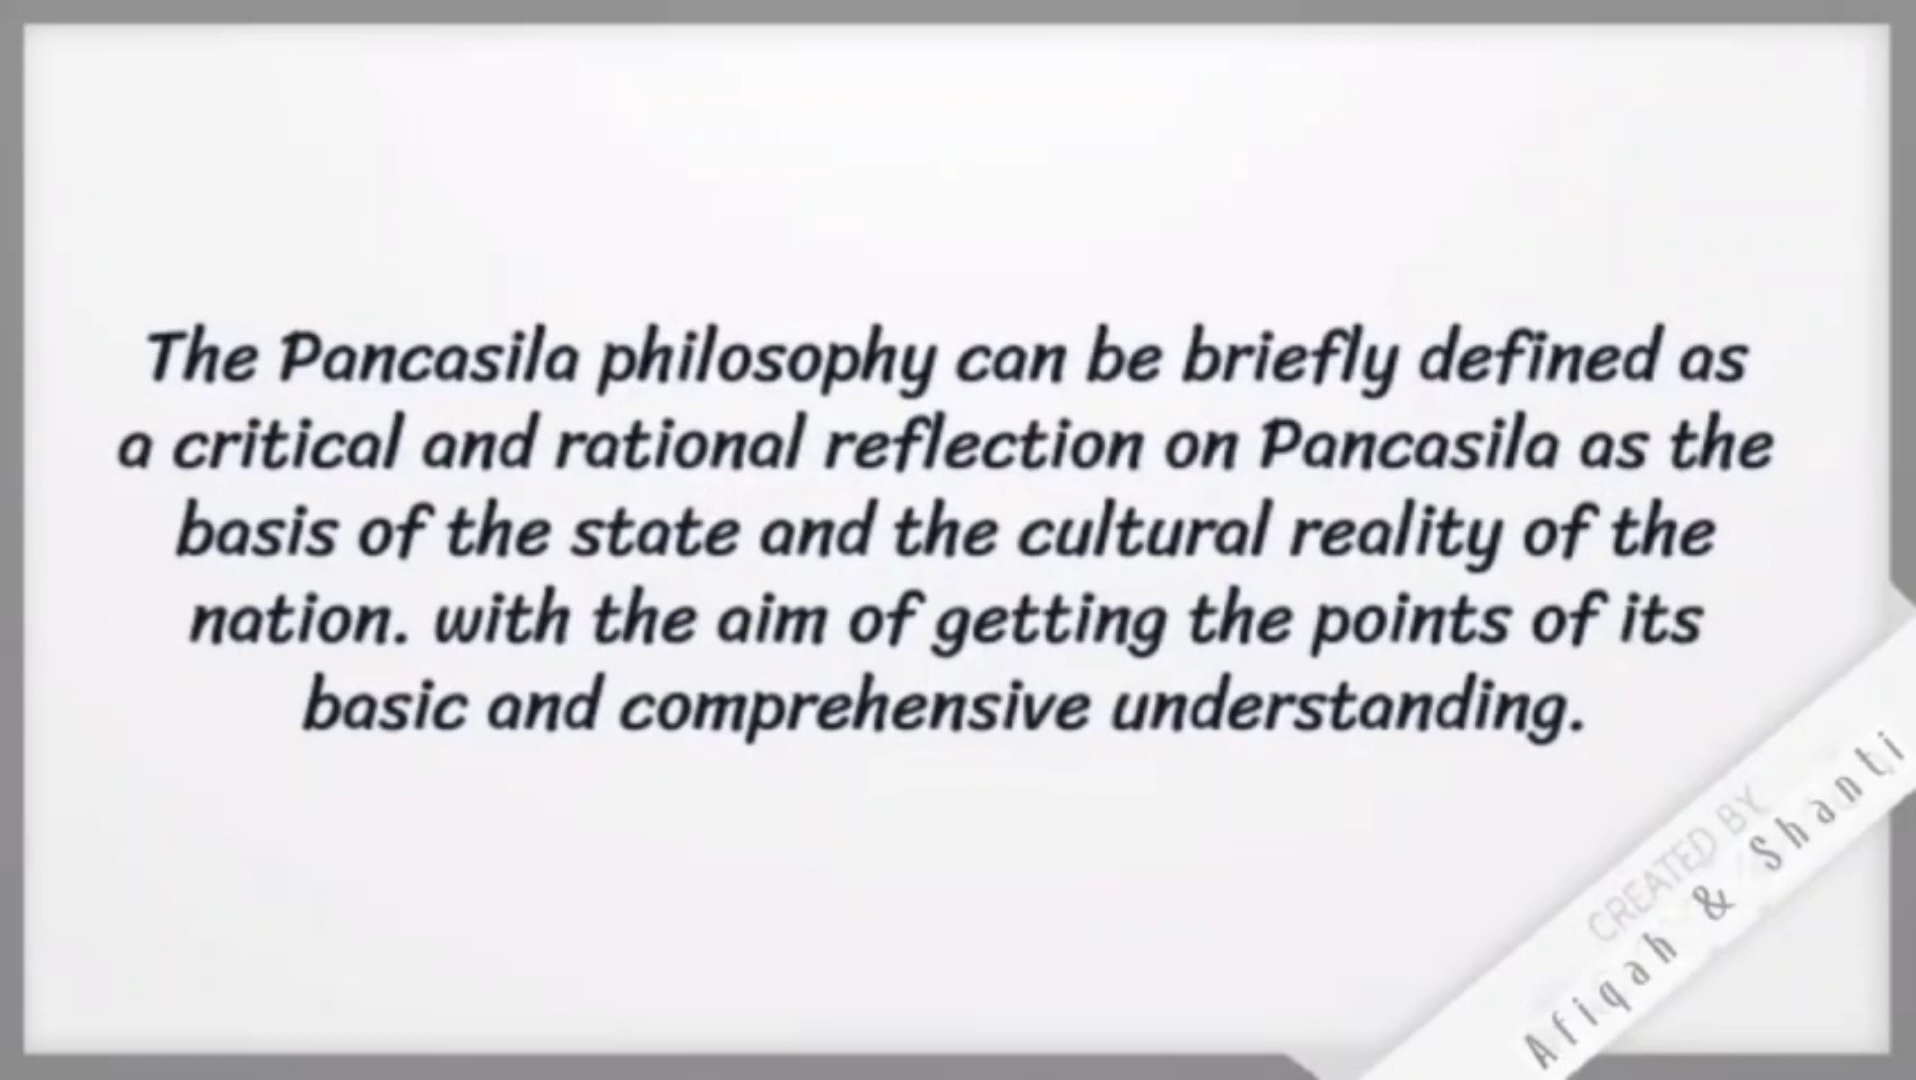 The Pancasila philosophy can be briefly defined as
a critical and rational reflection on Pancasila as the
basis of the state and the cultural reality of the
nation. with the aim of getting the points of its
basic and comprehensive understanding.
CREATED BY
Afiqah & Shanti